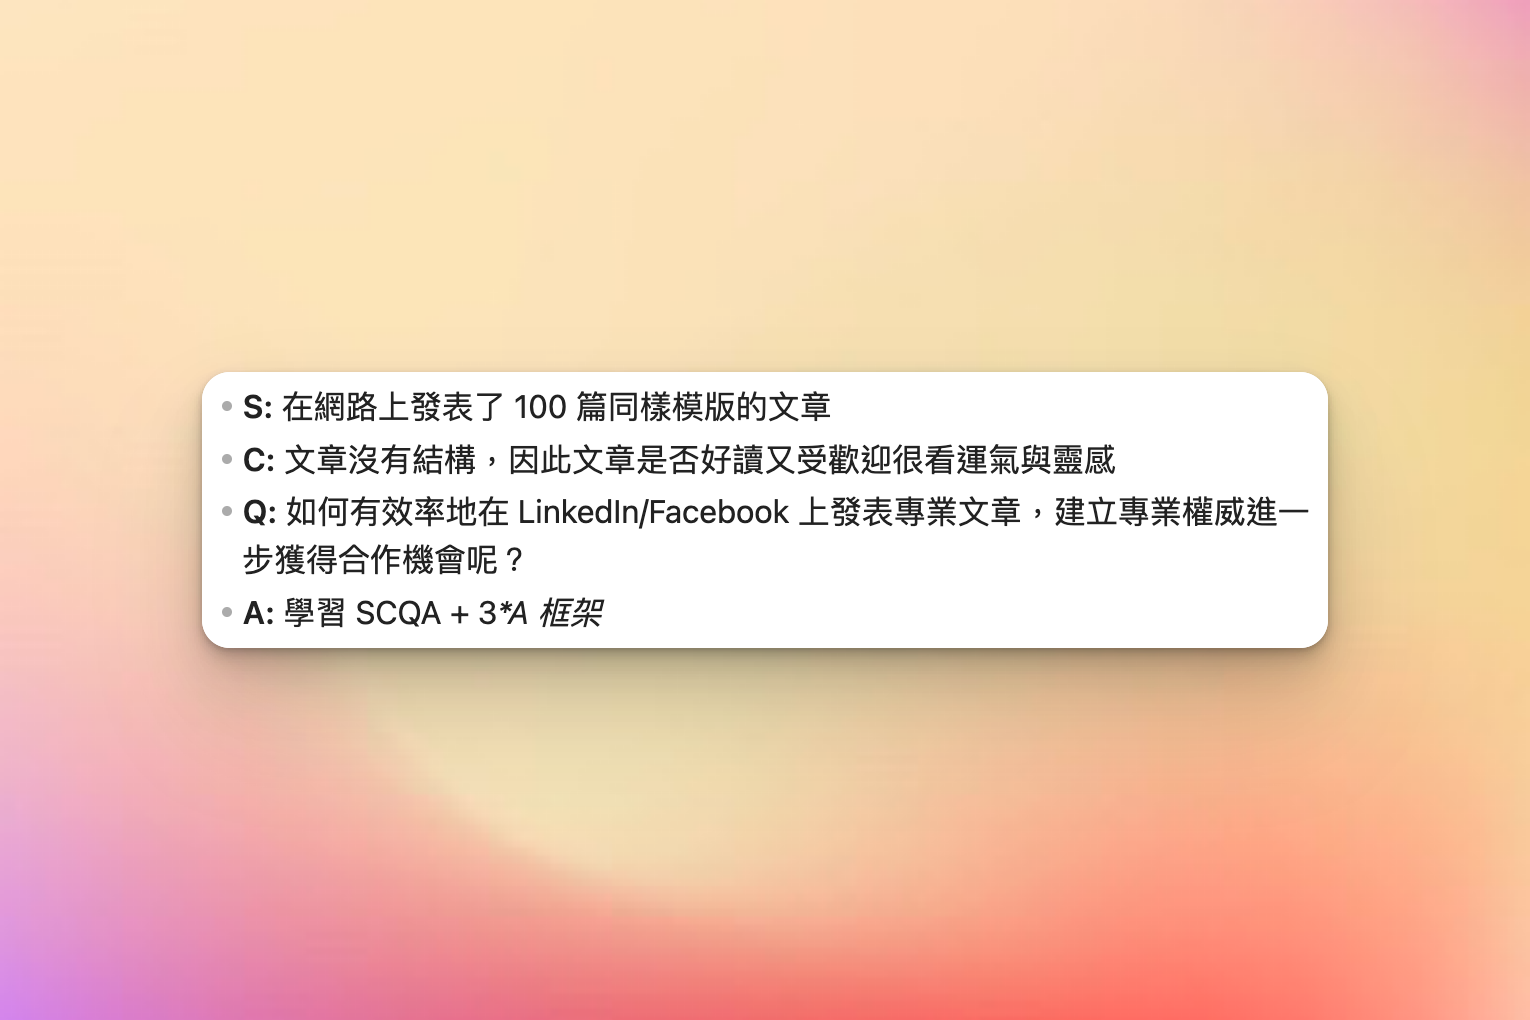 S: 在網路上發表了 100 篇同樣模版的文章
C: 文章沒有結構，因此文章是否好讀又受歡迎很看運氣與靈感
Q: 如何有效率地在 LinkedIn/Facebook 上發表專業文章，建立專業權威進一
步獲得合作機會呢？
A: 學習 SCQA + 3*A 框架